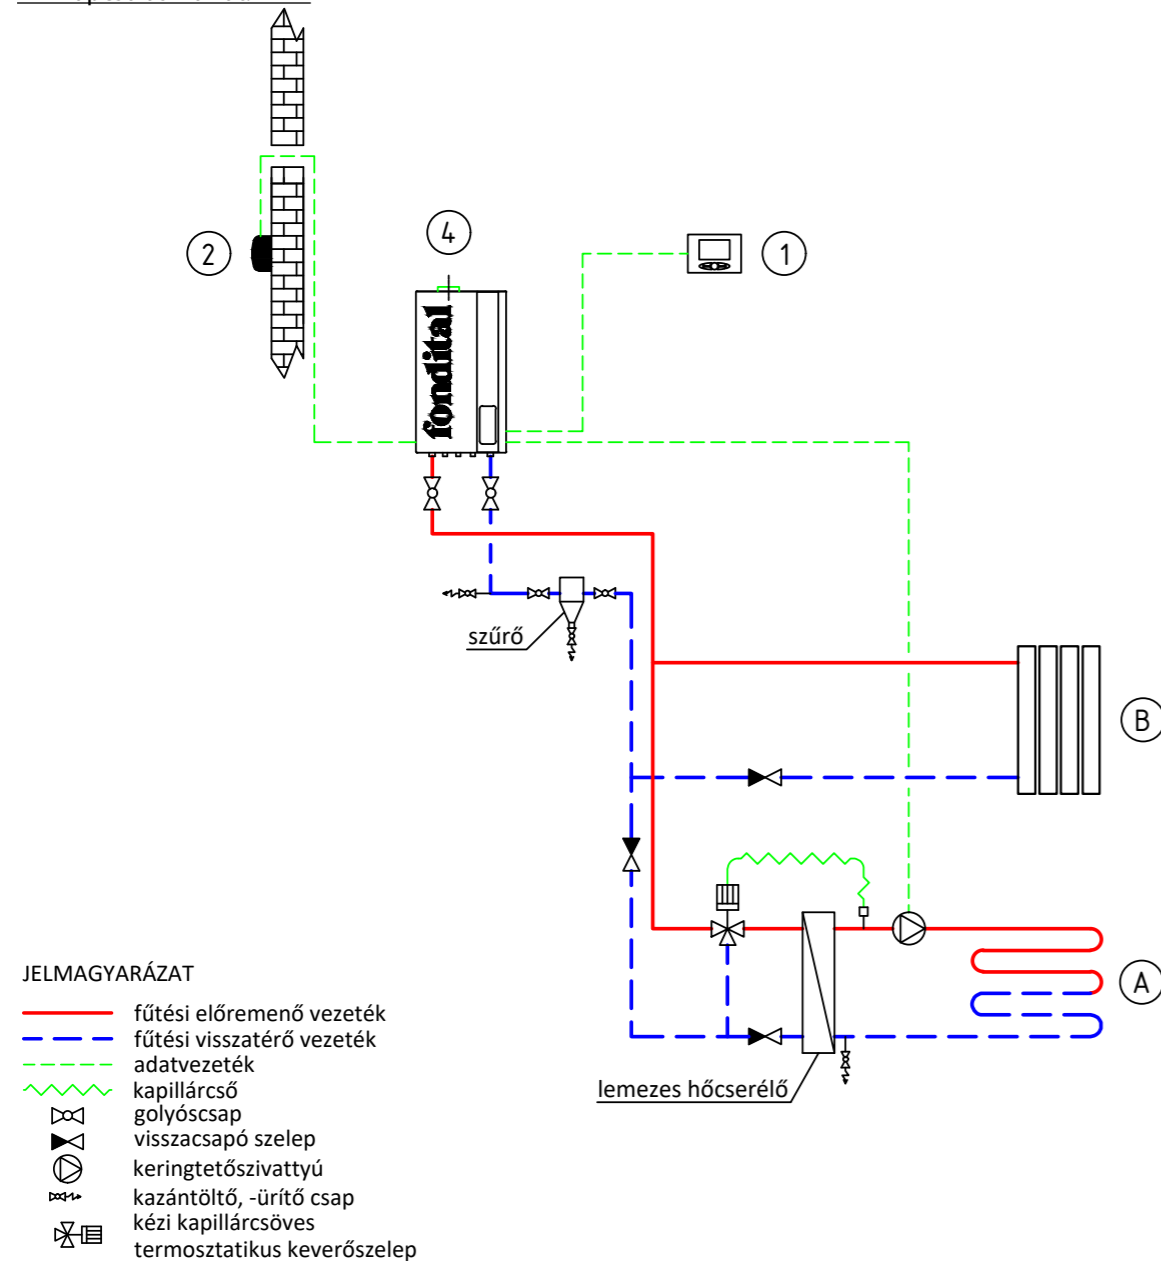 2
4
1
fondital
szűrő
B
A
lemezes hőcserélő
JELMAGYARÁZAT
fűtési előremenő vezeték
fűtési visszatérő vezeték
adatvezeték
kapillárcső
golyóscsap
visszacsapó szelep
keringtetőszivattyú
kazántöltő, -ürítő csap
kézi kapillárcsöves
termosztatikus keverőszelep